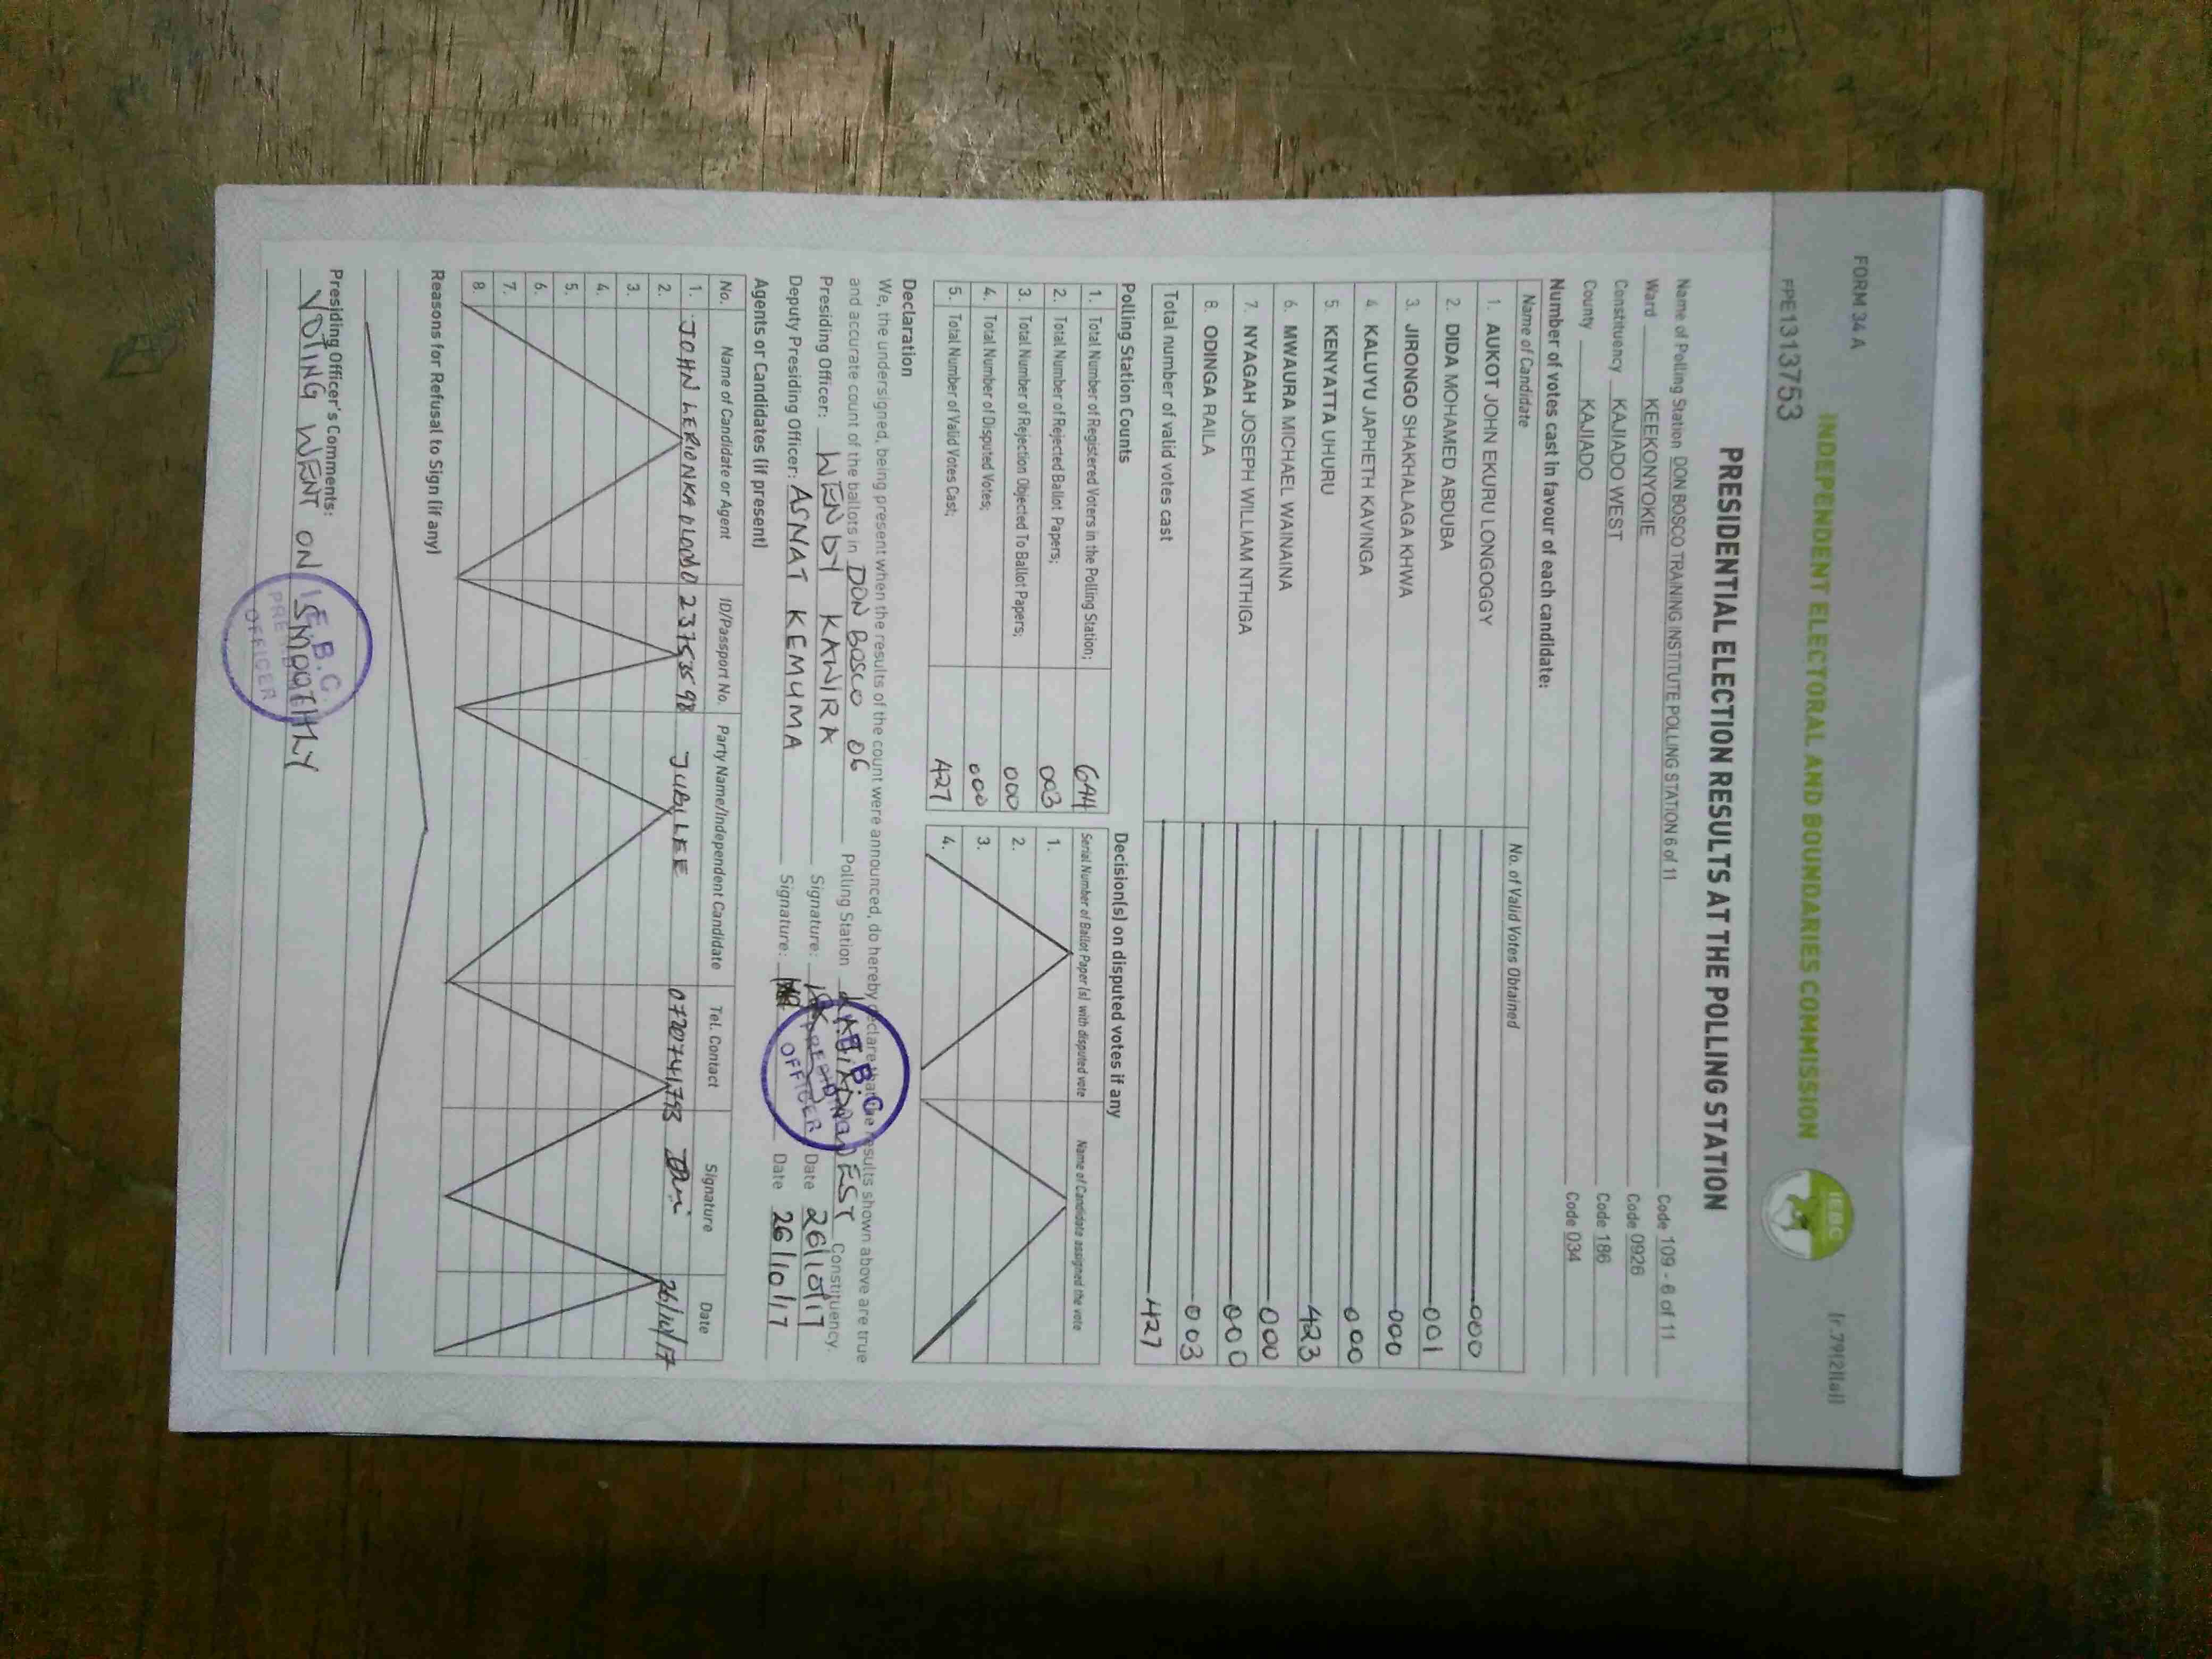 FORM 34A
[r.79(2)(a)]
INDEPENDENT ELECTORAL AND BOUNDARIES COMMISSION
IEBC
FPE1313753
PRESIDENTIAL ELECTION RESULTS AT THE POLLING STATION
Name of Polling Station DON BOSCO TRAINING INSTITUTE POLLING STATION 6 of 11 Code 109 - 6 of 11
Ward KEEKONYOKIE Code 0926
Constituency KAJIADO WEST Code 186
County KAJIADO Code 034
Number of votes cast in favour of each candidate:
Name of Candidate No. of Valid Votes Obtained
1. AUKOT JOHN EKURU LONGOGGY 000
2. DIDA MOHAMED ABDUBA 001
3. JIRONGO SHAKHALAGA KHWA 000
4 KALUYU JAPHETH KAVINGA 000
5. KENYATTA UHURU 423
6. MWAURA MICHAEL WAINAINA 000
7. NYAGAH JOSEPH WILLIAM NTHIGA 000
8. ODINGA RAILA 003
Total number of valid votes cast 427
Polling Station Counts
1. Total Number of Registered Voters in the Polling Station; 644
2. Total Number of Rejected Ballot Papers; 003
3. Total Number of Rejection Objected To Ballot Papers; 000
4. Total Number of Disputed Votes; 000
5. Total Number of Valid Votes Cast; 427
Decision(s) on disputed votes if any
Serial Number of Ballot Paper(s) with disputed vote Name of Candidate assigned the vote
1.
2.
3.
4.
Declaration
We, the undersigned, being present when the results of the count were announced, do hereby declare that the results shown above are true
and accurate count of the ballots in DON BOSCO 06 Polling Station KAJIADO WEST Constituency.
Presiding Officer: WENDY KAWIRA Signature: Date 26/10/17
Deputy Presiding Officer: ASNAT KEMUMA Signature: Date 26/10/17
Agents or Candidates (if present)
No. Name of Candidate or Agent ID/Passport No. Party Name/Independent Candidate Tel. Contact Signature Date
1. JOHN LERIONKA 23753598 JUBILEE 0720741793 26/10/17
2.
3.
4.
5.
6.
7.
8.
Reasons for Refusal to Sign (if any)
Presiding Officer's Comments:
VOTING WENT ON SMOOTHLY
I.E.B.C
OFFICER